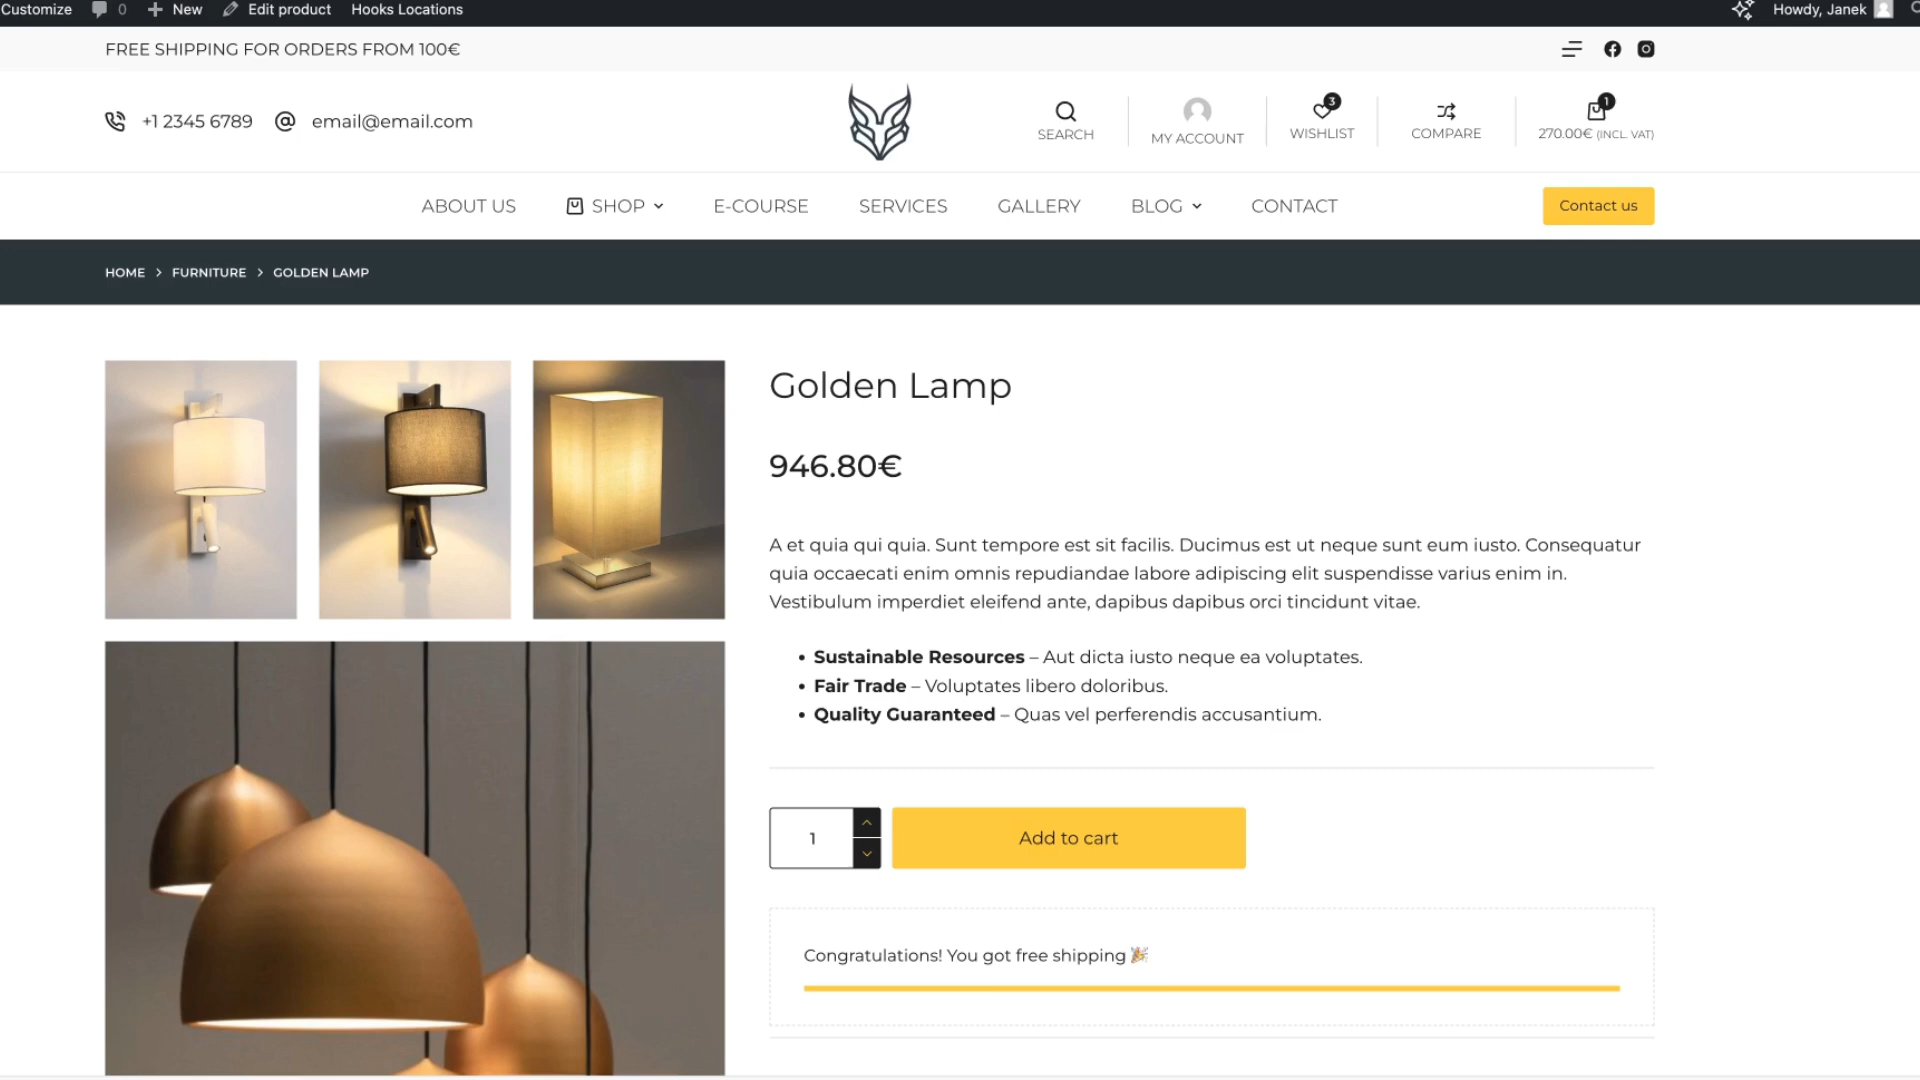 Customize 0 New Edit product Hooks Locations Howdy, Janek
FREE SHIPPING FOR ORDERS FROM 100€
+1 2345 6789 email@email.com
SEARCH
MY ACCOUNT
3
WISHLIST
COMPARE
1
270.00€ (INCL. VAT)
ABOUT US SHOP E-COURSE SERVICES GALLERY BLOG CONTACT Contact us
HOME > FURNITURE > GOLDEN LAMP
Golden Lamp
946.80€
A et quia qui quia. Sunt tempore est sit facilis. Ducimus est ut neque sunt eum iusto. Consequatur
quia occaecati enim omnis repudiandae labore adipiscing elit suspendisse varius enim in.
Vestibulum imperdiet eleifend ante, dapibus dapibus orci tincidunt vitae.
• Sustainable Resources – Aut dicta iusto neque ea voluptates.
• Fair Trade – Voluptates libero doloribus.
• Quality Guaranteed – Quas vel perferendis accusantium.
1 Add to cart
Congratulations! You got free shipping 🎉